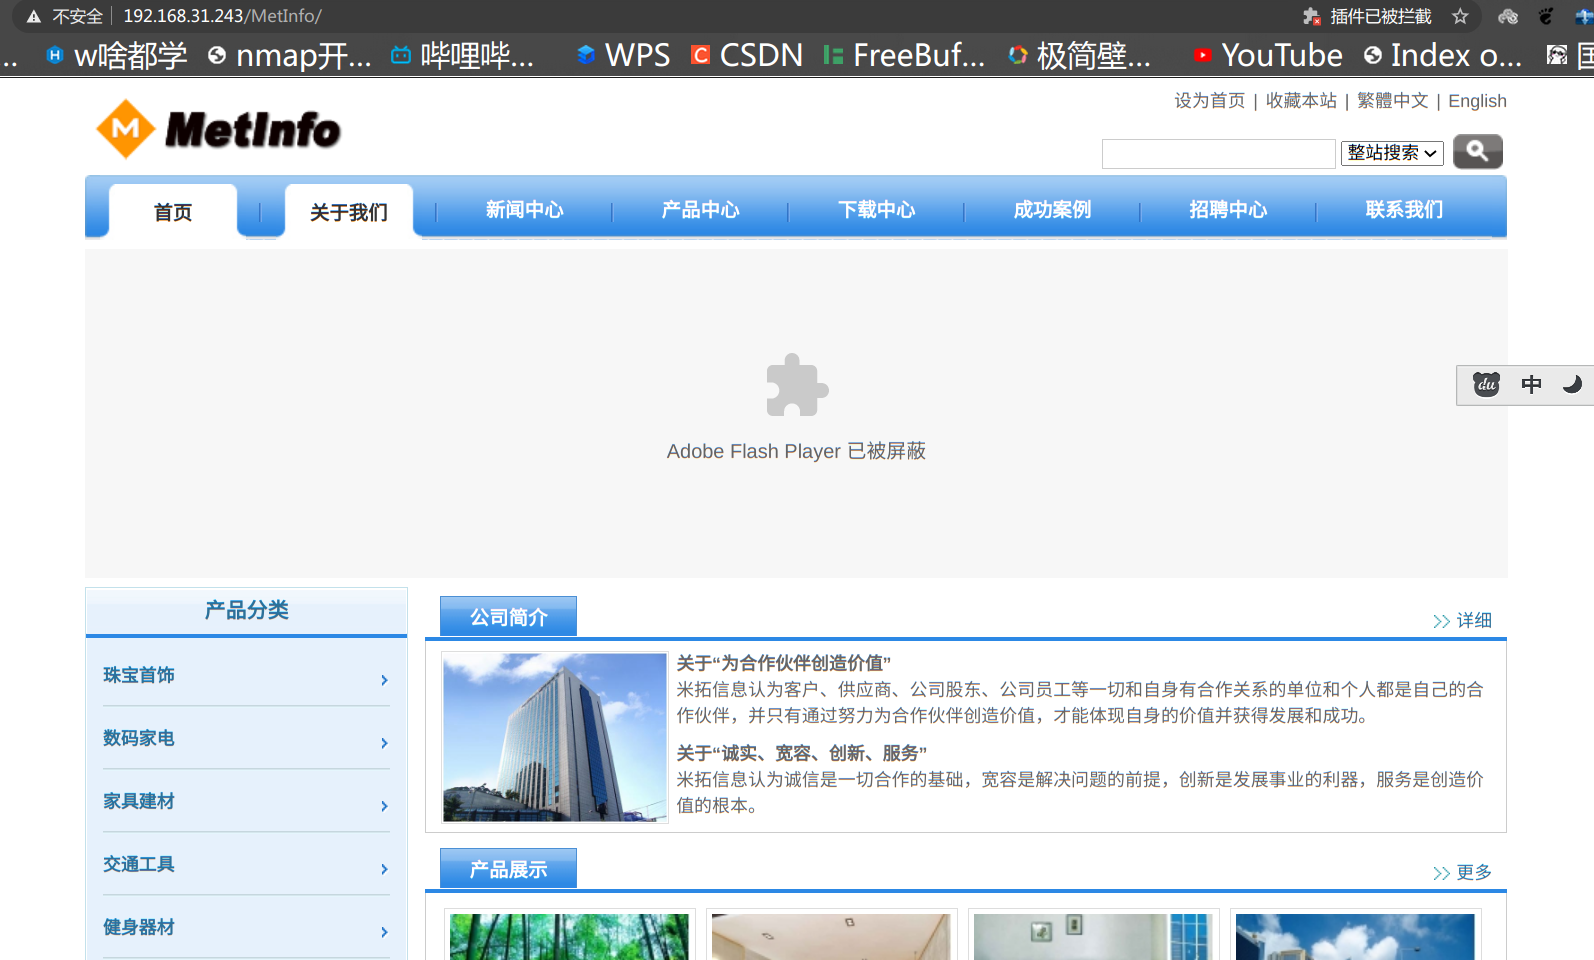 不安全 192.168.31.243/MetInfo/ 插件已被拦截
.. w啥都学 nmap开... 哔哩哔... WPS CSDN FreeBuf... 极简壁... YouTube Index o...
设为首页 | 收藏本站 | 繁體中文 | English
M MetInfo
整站搜索
首页 关于我们 新闻中心 产品中心 下载中心 成功案例 招聘中心 联系我们
du 中
Adobe Flash Player 已被屏蔽
产品分类
珠宝首饰
数码家电
家具建材
交通工具
健身器材
公司简介 详细
关于“为合作伙伴创造价值”
米拓信息认为客户、供应商、公司股东、公司员工等一切和自身有合作关系的单位和个人都是自己的合
作伙伴，并只有通过努力为合作伙伴创造价值，才能体现自身的价值并获得发展和成功。
关于“诚实、宽容、创新、服务”
米拓信息认为诚信是一切合作的基础，宽容是解决问题的前提，创新是发展事业的利器，服务是创造价
值的根本。
产品展示 更多